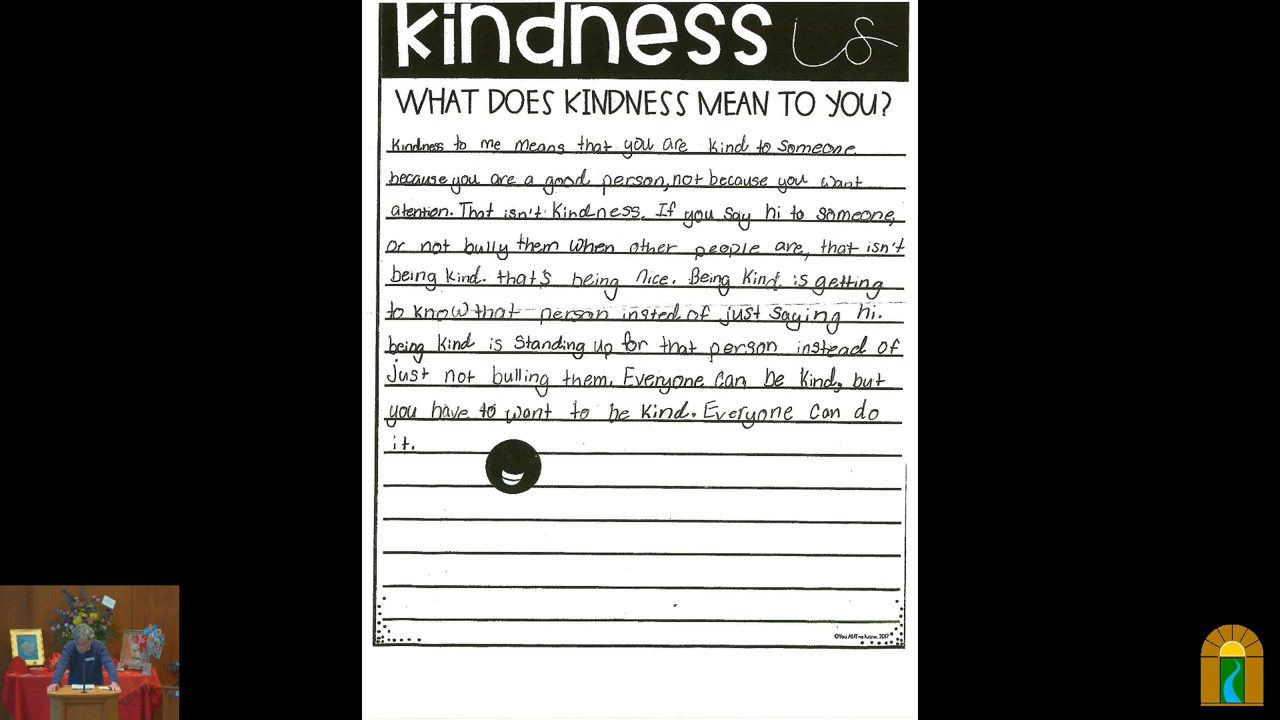 kindness is
WHAT DOES KINDNESS MEAN TO YOU?
Kindness to me means that you are kind to someone
because you are a good person, not because you want
atention. That isn't kindness. If you say hi to someone,
or not bully them when other people are, that isn't
being kind. that's being nice. Being kind is getting
to know that person insted of just saying hi.
being kind is standing up for that person instead of
just not bulling them. Everyone can be kind, but
you have to want to be kind. Everyone can do
it.
2017